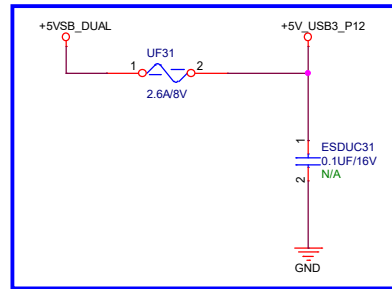 +5VSB_DUAL
+5V_USB3_P12
UF31
1
2
2.6A/8V
1
ESDUC31
0.1UF/16V
N/A
2
GND